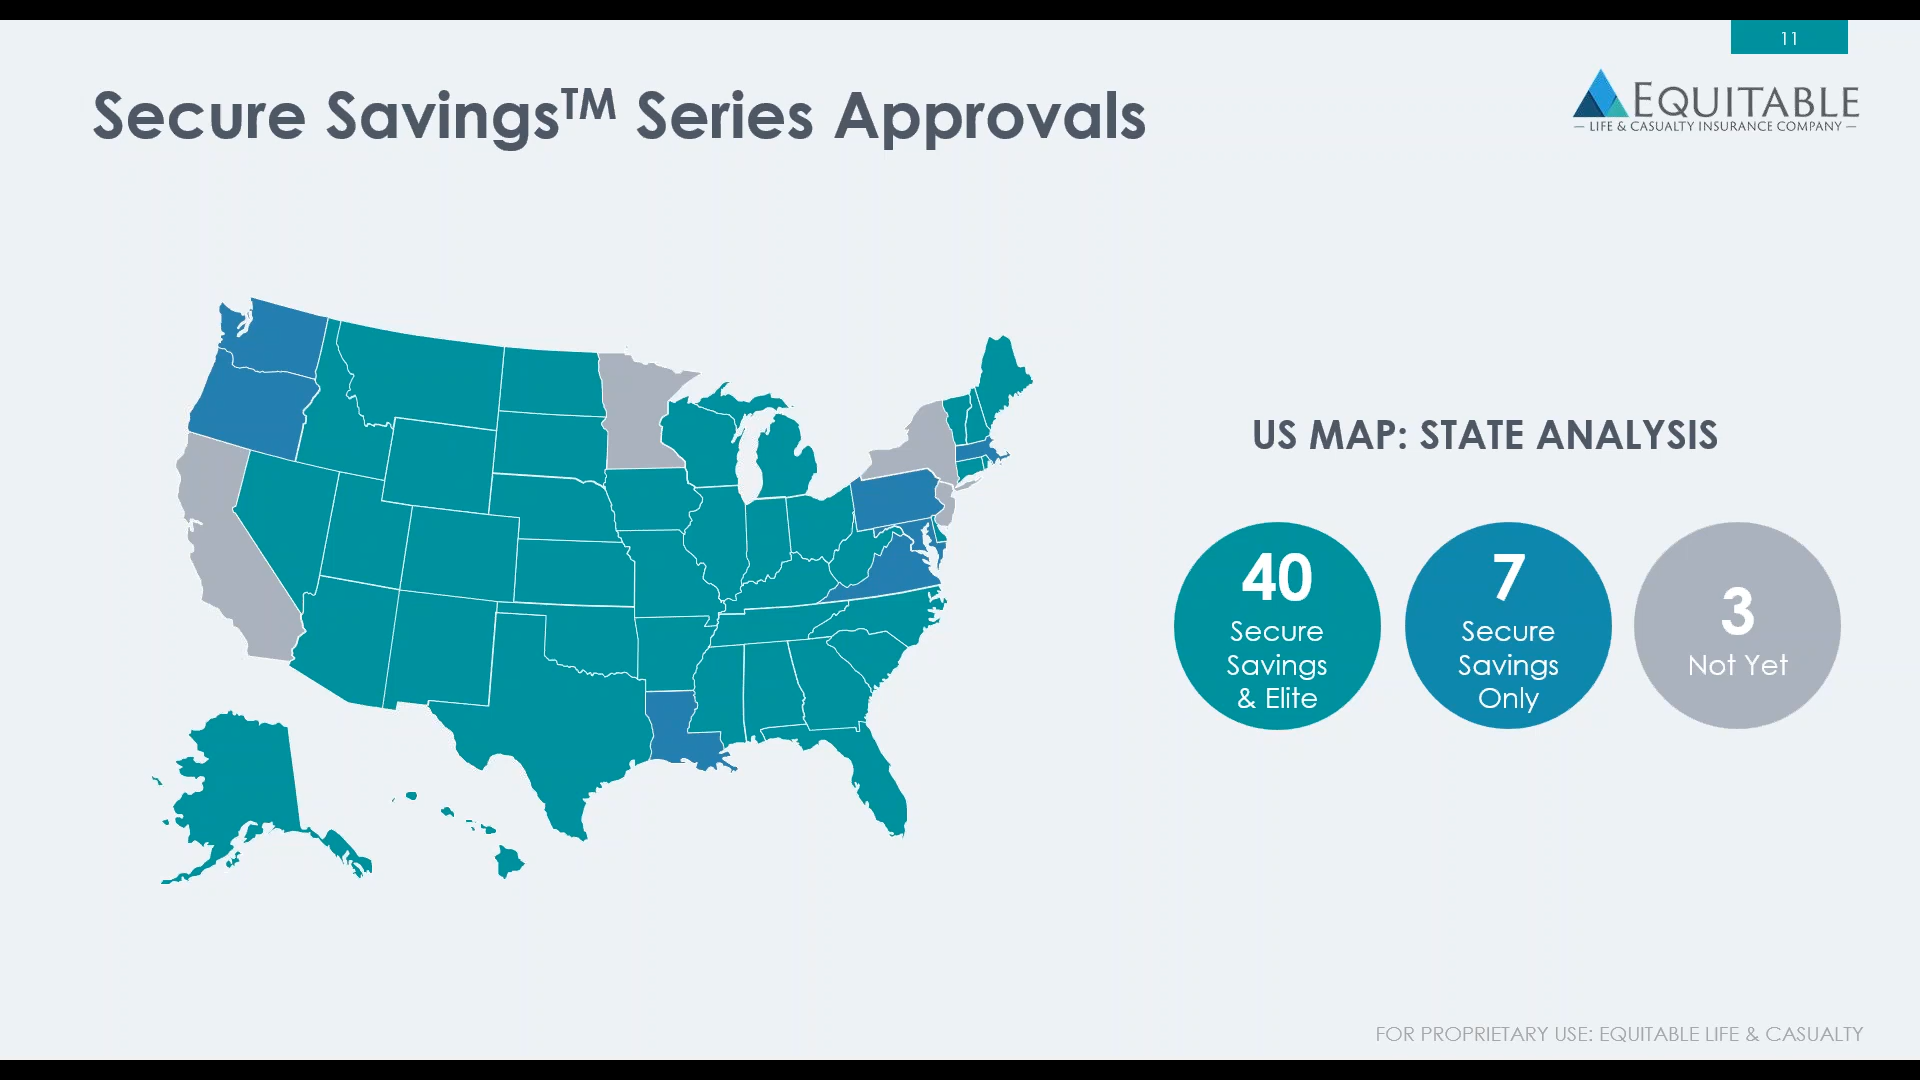 11
EQUITABLE
LIFE & CASUALTY INSURANCE COMPANY
Secure Savings™ Series Approvals
US MAP: STATE ANALYSIS
40
Secure
Savings
& Elite
7
Secure
Savings
Only
3
Not Yet
FOR PROPRIETARY USE: EQUITABLE LIFE & CASUALTY